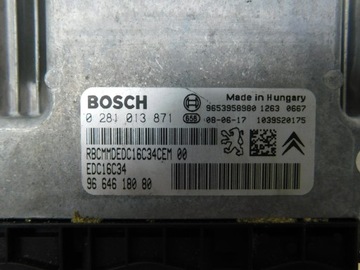 BOSCH
Made in Hungary
9653958980 1263 0667
0 281 013 871
656 08-06-17 1039S20175
RBCMMDEDC16C34CEM 00
EDC16C34
96 646 180 80